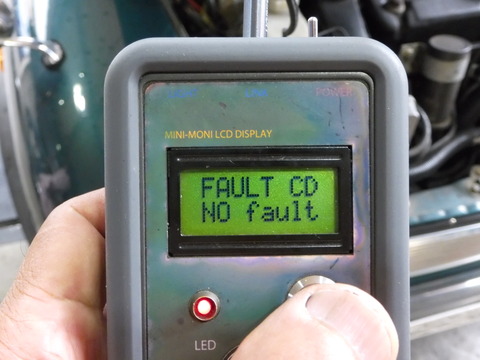 POWER
MINI-MONI LCD DISPLAY
FAULT CD
NO fault
LED